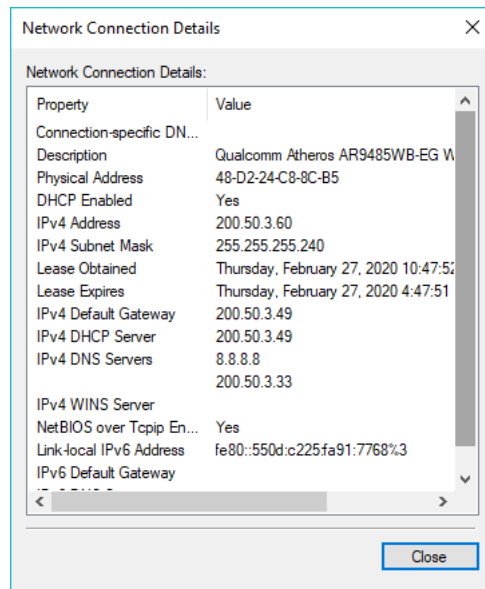 Network Connection Details
Network Connection Details:
Property Value
Connection-specific DN...
Description Qualcomm Atheros AR9485WB-EG W
Physical Address 48-D2-24-C8-8C-B5
DHCP Enabled Yes
IPv4 Address 200.50.3.60
IPv4 Subnet Mask 255.255.255.240
Lease Obtained Thursday, February 27, 2020 10:47:52
Lease Expires Thursday, February 27, 2020 4:47:51
IPv4 Default Gateway 200.50.3.49
IPv4 DHCP Server 200.50.3.49
IPv4 DNS Servers 8.8.8.8
200.50.3.33
IPv4 WINS Server
NetBIOS over Tcpip En... Yes
Link-local IPv6 Address fe80::550d:c225:fa91:7768%3
IPv6 Default Gateway
Close